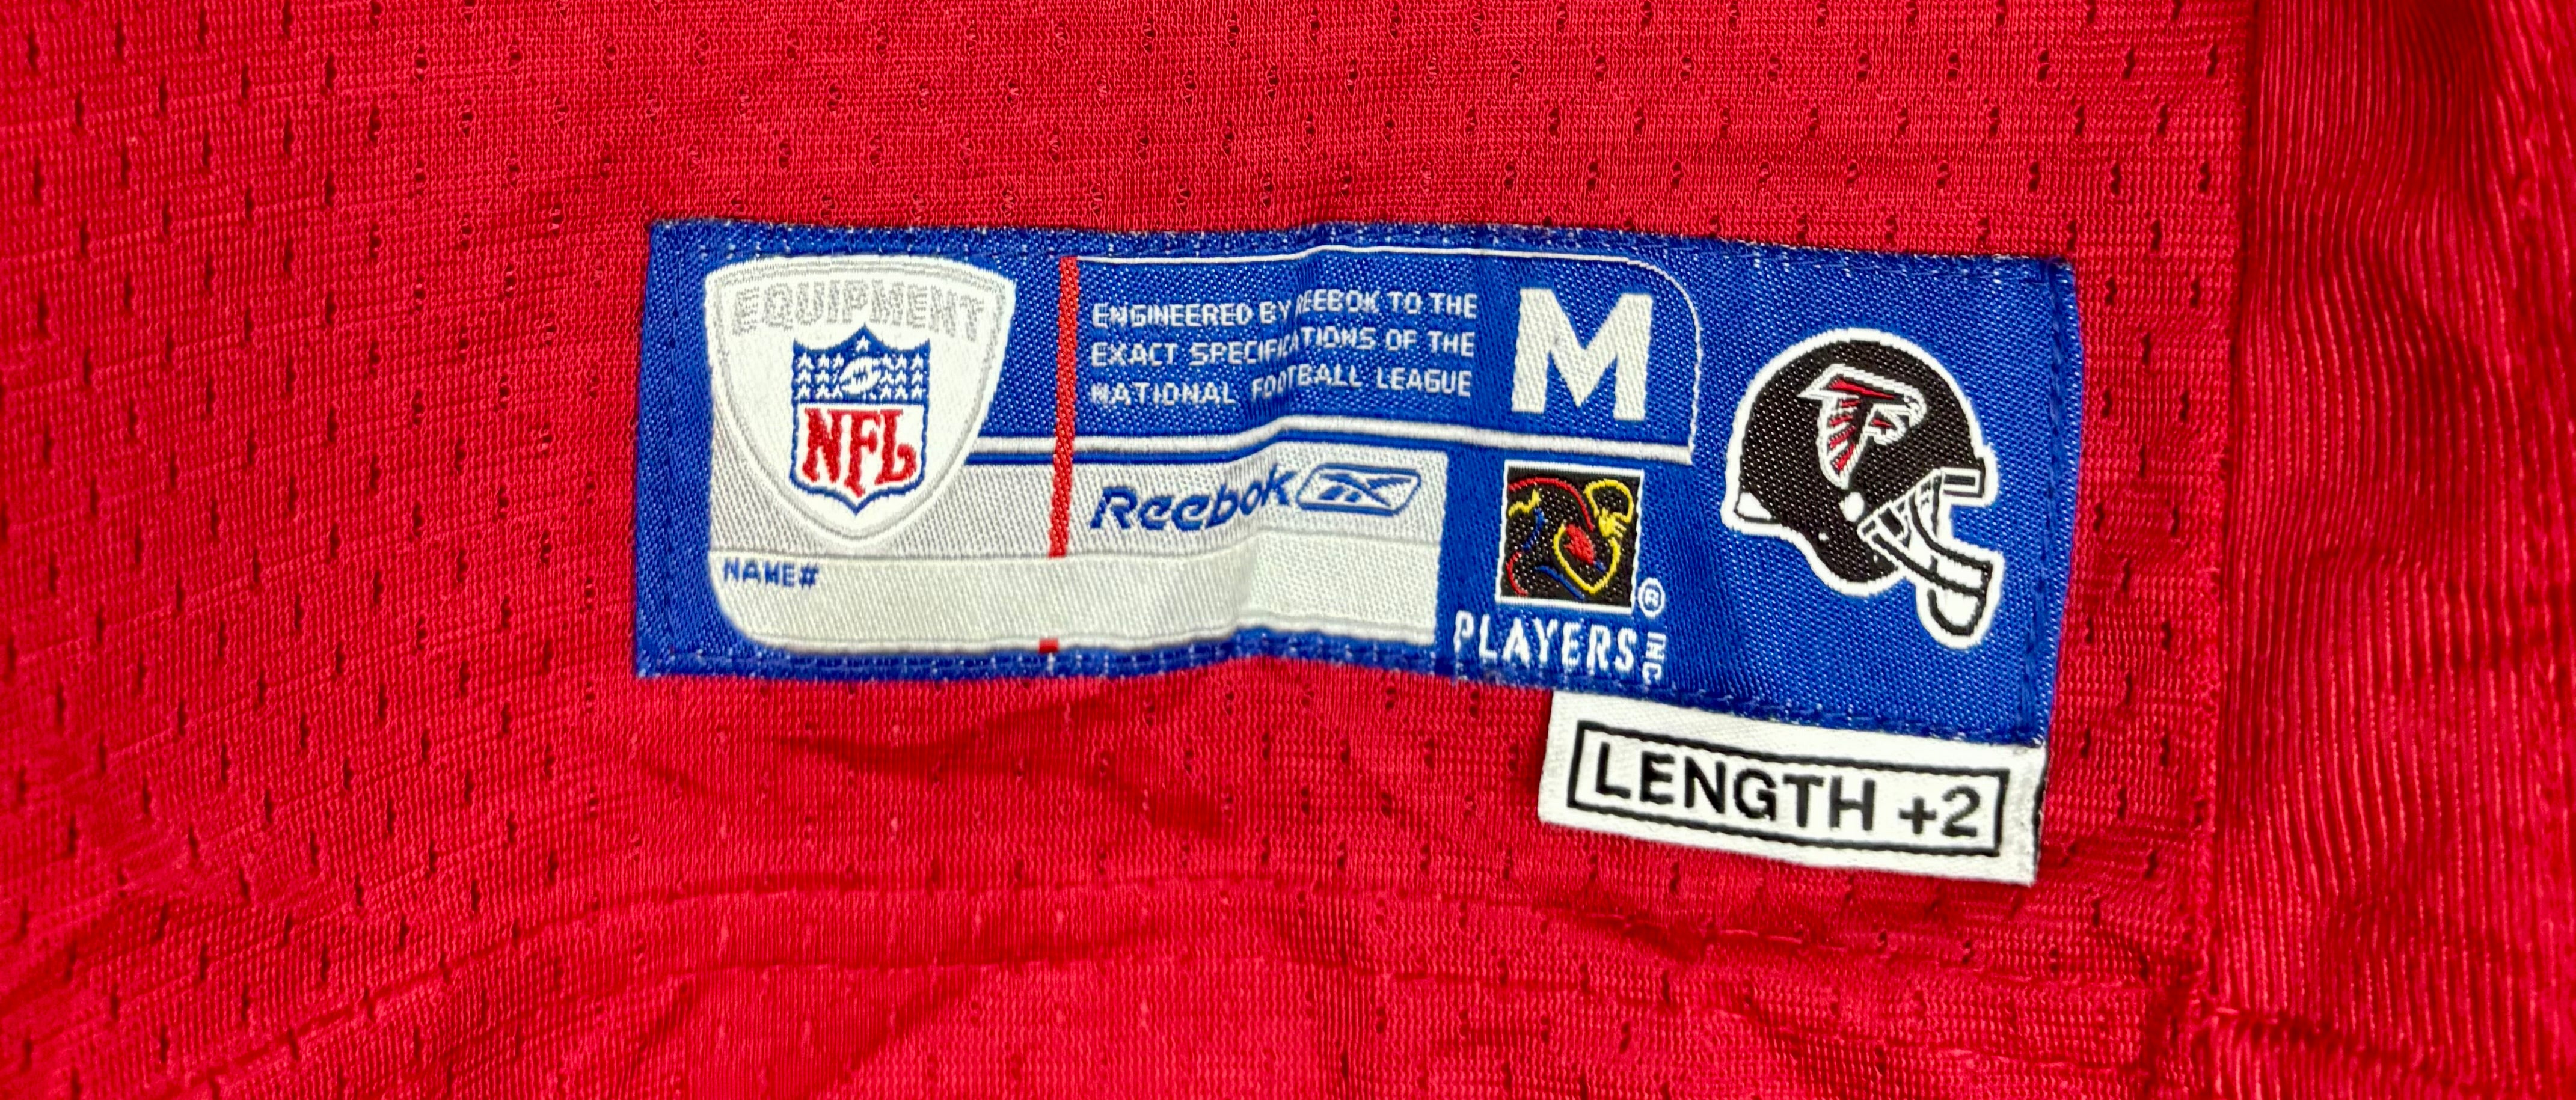 EQUIPMENT
NFL
ENGINEERED BY REEBOK TO THE
EXACT SPECIFICATIONS OF THE
NATIONAL FOOTBALL LEAGUE
M
Reebok
NAME#
®
PLAYERS INC
LENGTH +2